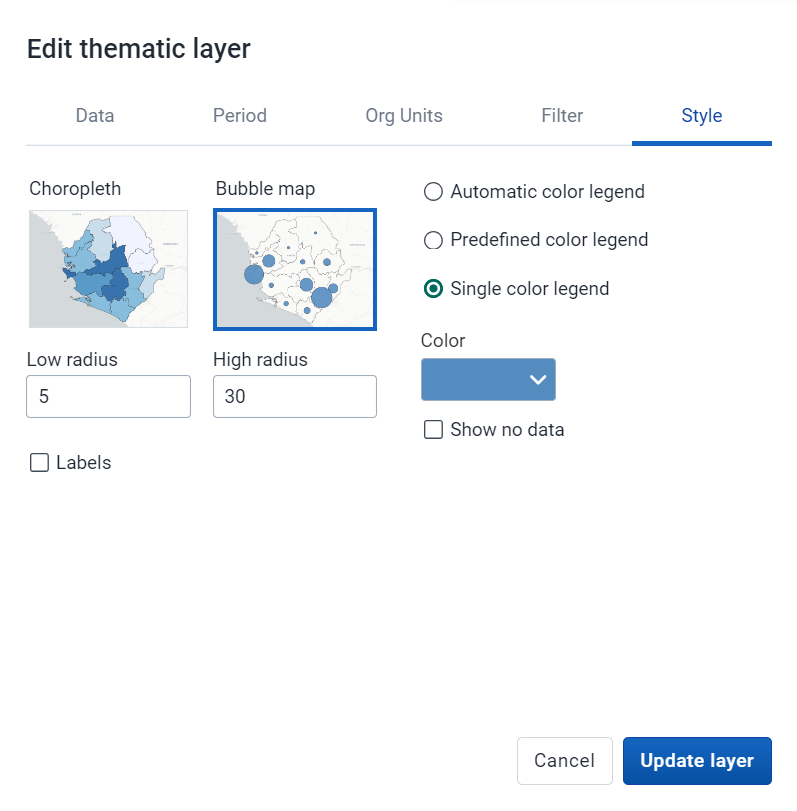 Edit thematic layer
Data Period Org Units Filter Style
Choropleth
Bubble map
Low radius
5
High radius
30
Labels
Automatic color legend
Predefined color legend
Single color legend
Color
Show no data
Cancel
Update layer